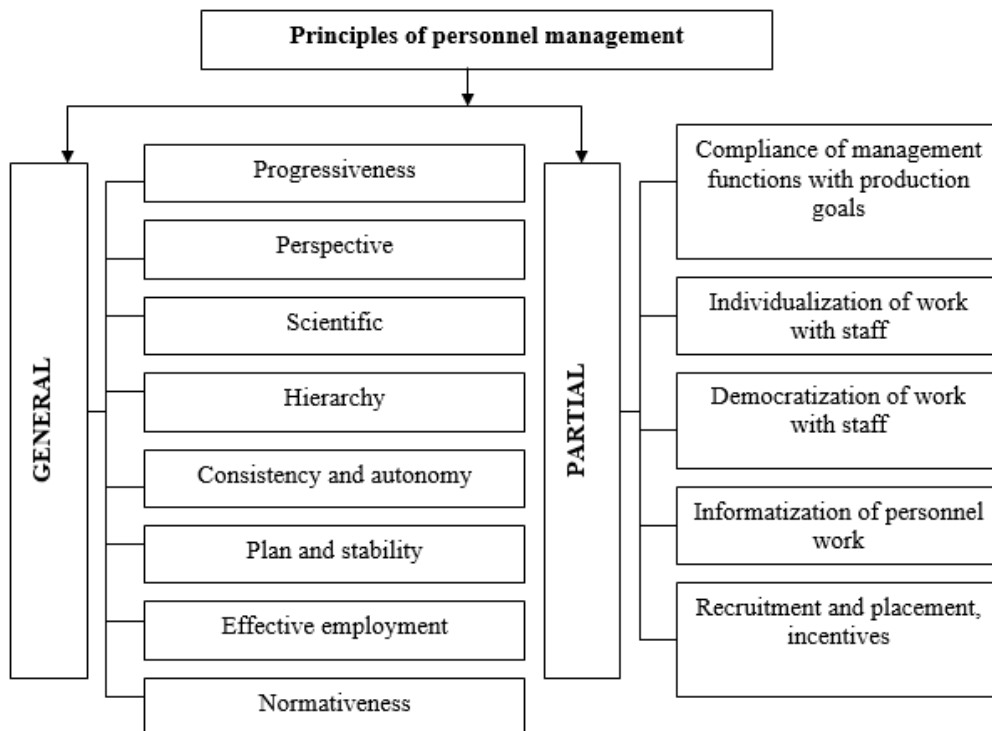 Principles of personnel management
GENERAL
Progressiveness
Perspective
Scientific
Hierarchy
Consistency and autonomy
Plan and stability
Effective employment
Normativeness
PARTIAL
Compliance of management
functions with production
goals
Individualization of work
with staff
Democratization of work
with staff
Informatization of personnel
work
Recruitment and placement,
incentives